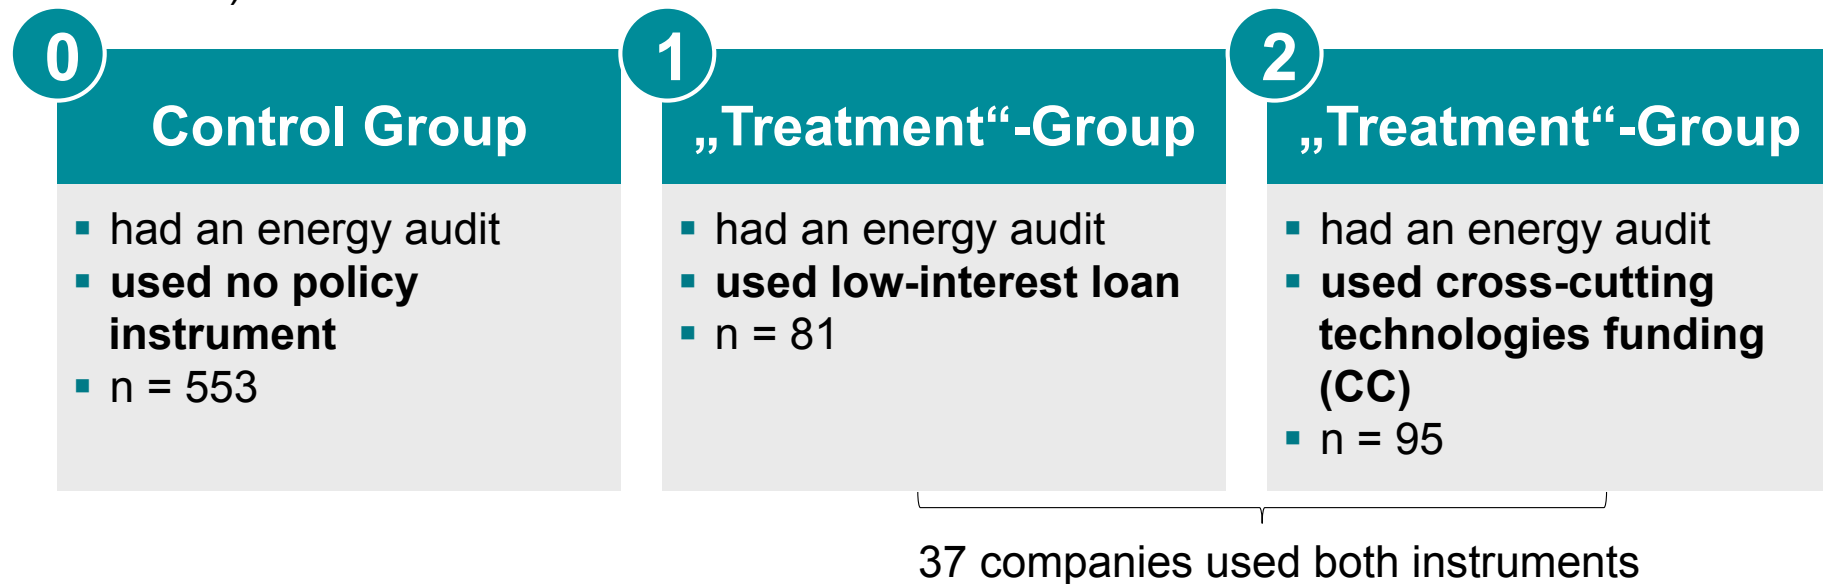 0
Control Group
▪ had an energy audit
▪ used no policy
instrument
▪ n = 553
1
„Treatment“-Group
▪ had an energy audit
▪ used low-interest loan
▪ n = 81
2
„Treatment“-Group
▪ had an energy audit
▪ used cross-cutting
technologies funding
(CC)
▪ n = 95
37 companies used both instruments